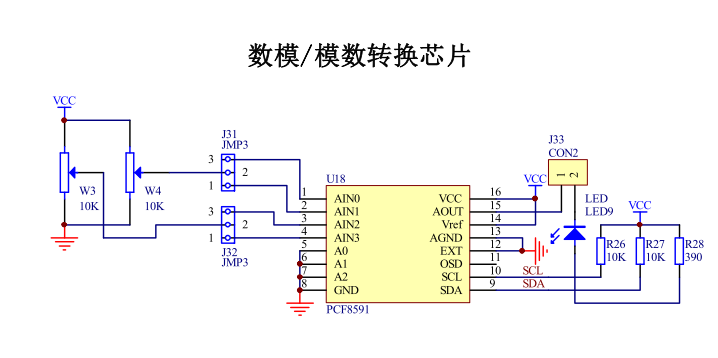 数模/模数转换芯片
VCC
W3
10K
W4
10K
J31
JMP3
3
2
1
3
2
1
J32
JMP3
U18
1
2
3
4
5
6
7
8
AIN0
AIN1
AIN2
AIN3
A0
A1
A2
GND
VCC
AOUT
Vref
AGND
EXT
OSD
SCL
SDA
16
15
14
13
12
11
10
9
PCF8591
SCL
SDA
VCC
J33
CON2
1
2
LED
LED9
VCC
R26
10K
R27
10K
R28
390